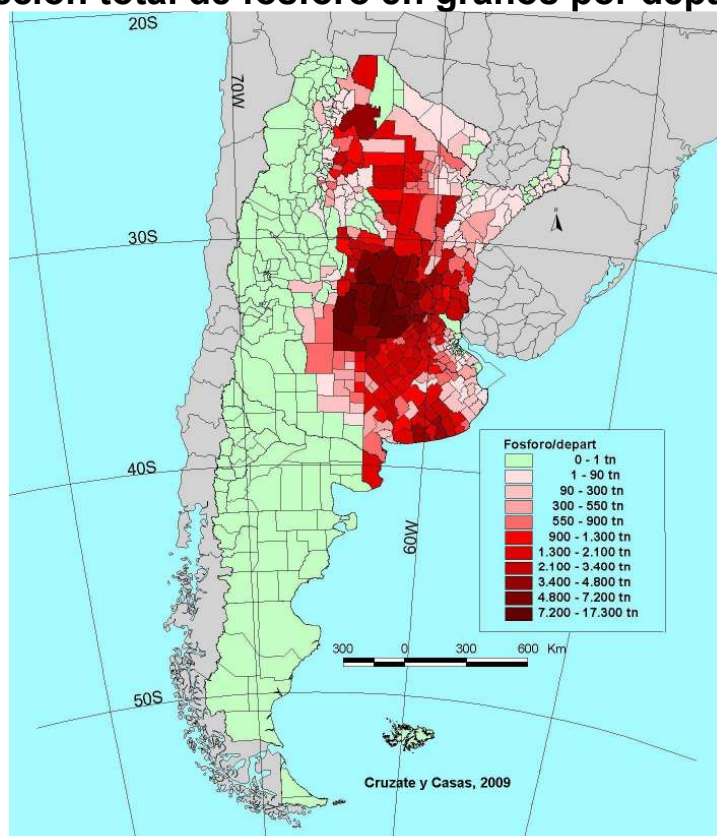 cción total de fósforo en granos por
20S
70W
30S
Fosforo/depart
0 - 1 tn
1 - 90 tn
90 - 300 tn
300 - 550 tn
550 - 900 tn
900 - 1.300 tn
1.300 - 2.100 tn
2.100 - 3.400 tn
3.400 - 4.800 tn
4.800 - 7.200 tn
7.200 - 17.300 tn
40S
60W
300 0 300 600 Km
50S
Cruzate y Casas, 2009